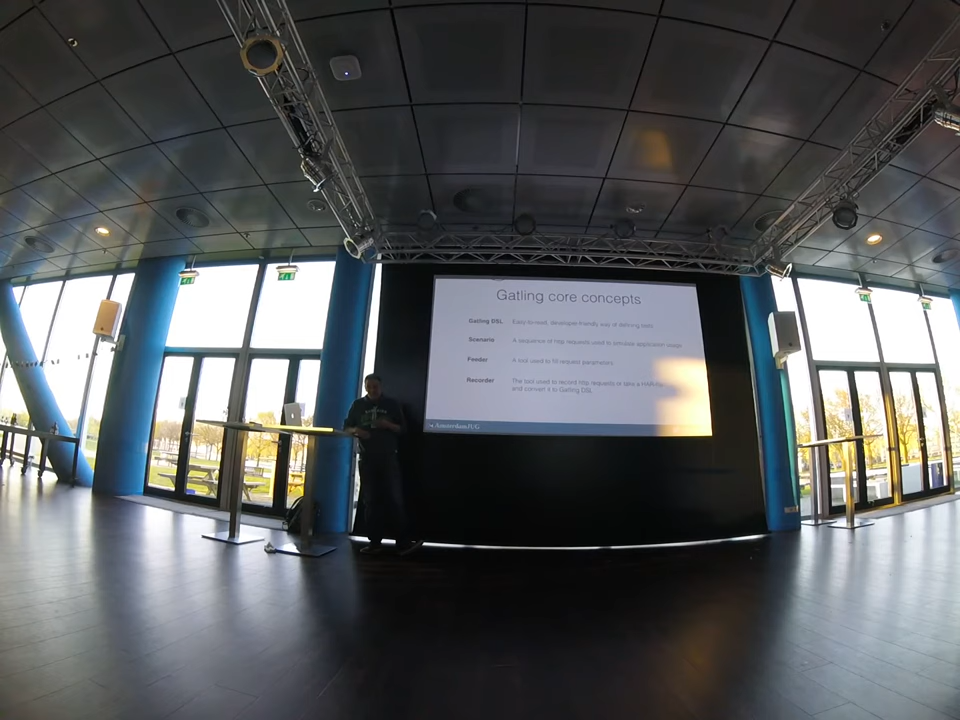 Gatling core concepts
Gatling DSL Easy-to-read, developer-friendly way of defining tests
Scenario A sequence of http requests used to simulate application usage
Feeder A tool used to fill request parameters
Recorder The tool used to record http requests or take a HAR
and convert it to Gatling DSL
AmsterdamJUG